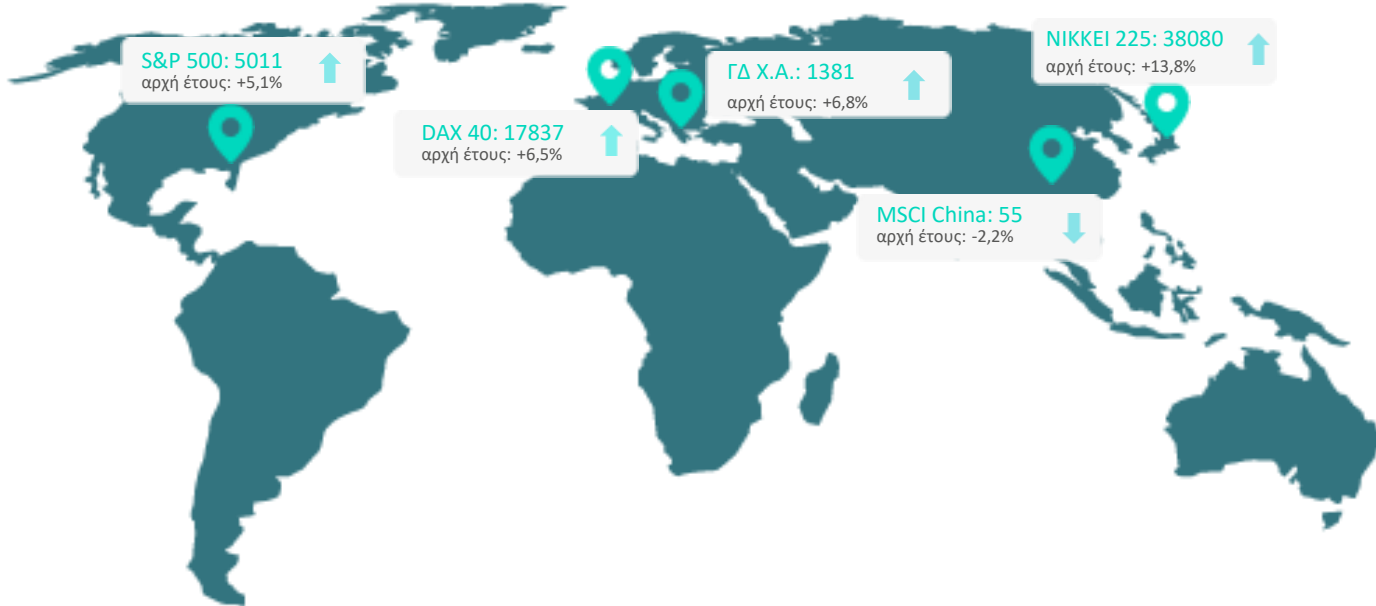 S&P 500: 5011
αρχή έτους: +5,1%
DAX 40: 17837
αρχή έτους: +6,5%
ΓΔ Χ.Α.: 1381
αρχή έτους: +6,8%
NIKKEI 225: 38080
αρχή έτους: +13,8%
MSCI China: 55
αρχή έτους: -2,2%